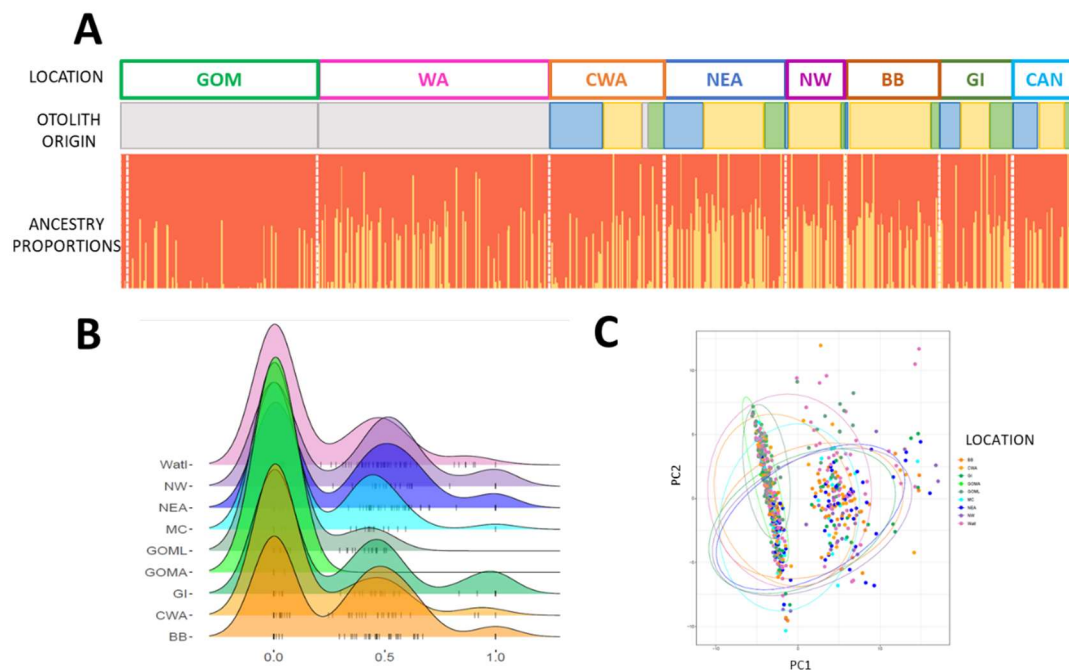 A
LOCATION
GOM WA CWA NEA NW BB GI CAN
OTOLITH
ORIGIN
ANCESTRY
PROPORTIONS
B
Watl-
NW-
NEA-
MC-
GOML-
GOMA-
GI-
CWA-
BB-
0.0 0.5 1.0
C
PC2
PC1
LOCATION
BB
CWA
GI
GOMA
GOML
MC
NEA
NW
Watl